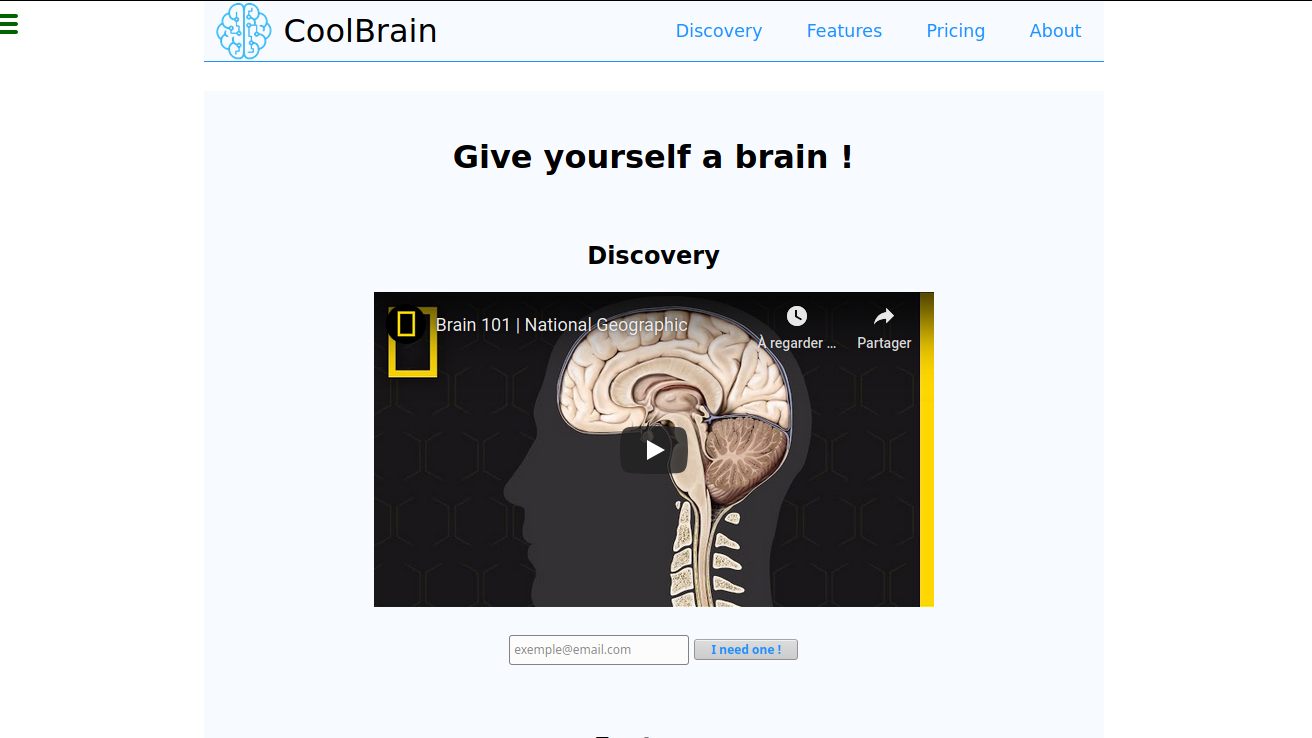 CoolBrain
Discovery Features Pricing About
Give yourself a brain !
Discovery
Brain 101 | National Geographic
À regarder ...
Partager
exemple@email.com
I need one !